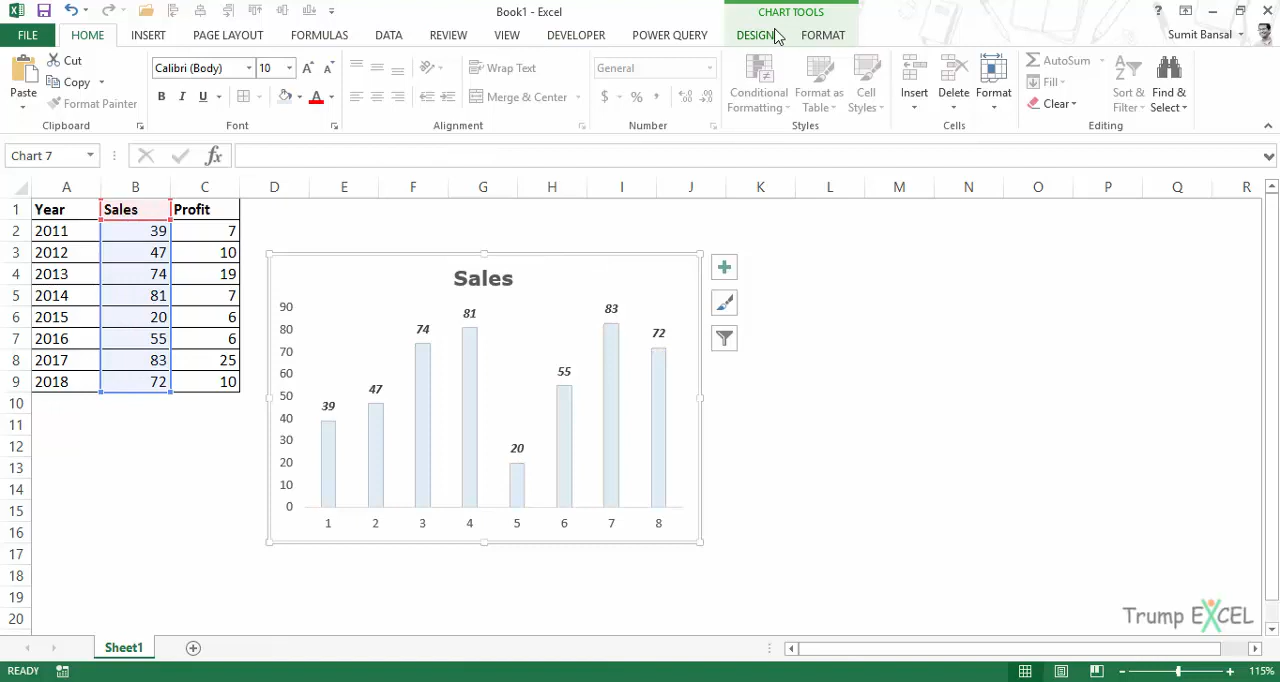 Book1 - Excel
CHART TOOLS
?
FILE HOME INSERT PAGE LAYOUT FORMULAS DATA REVIEW VIEW DEVELOPER POWER QUERY DESIGN FORMAT Sumit Bansal
Paste
Cut
Copy
Format Painter
Clipboard
Calibri (Body) 10 A A
B I U A
Font
Wrap Text
Merge & Center
Alignment
General
$ % ,
Number
Conditional Formatting
Format as Table
Cell Styles
Styles
Insert Delete Format
Cells
AutoSum
Fill
Clear
Sort & Filter
Find & Select
Editing
Chart 7 fx
A B C D E F G H I J K L M N O P Q R
1 Year Sales Profit
2 2011 39 7
3 2012 47 10
4 2013 74 19
5 2014 81 7
6 2015 20 6
7 2016 55 6
8 2017 83 25
9 2018 72 10
10
11
12
13
14
15
16
17
18
19
20
Sales
90
80
70
60
50
40
30
20
10
0
39 47 74 81 20 55 83 72
1 2 3 4 5 6 7 8
Trump EXCEL
Sheet1
READY 115%